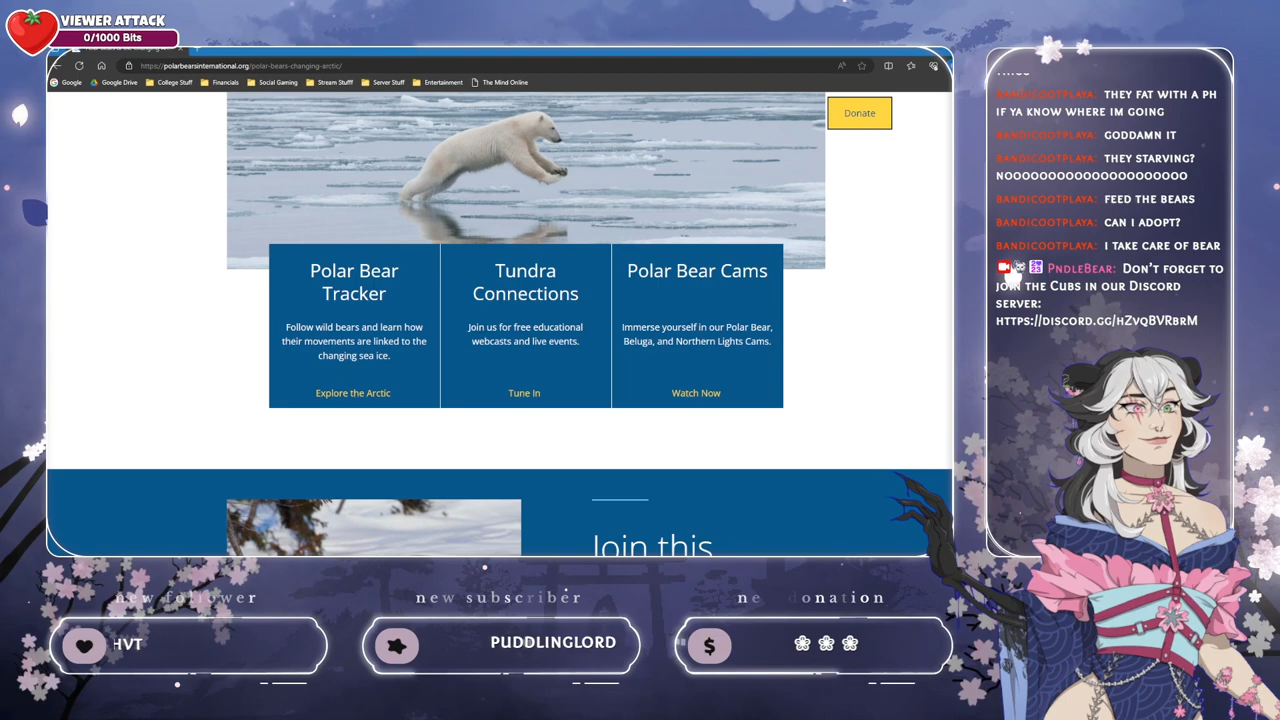 VIEWER ATTACK
0/1000 Bits
https://polarbearsinternational.org/polar-bears-changing-arctic/
Google
Google Drive
College Stuff
Financials
Social Gaming
Stream Stufff
Server Stuff
Entertainment
The Mind Online
Donate
Polar Bear
Tracker
Follow wild bears and learn how
their movements are linked to the
changing sea ice.
Explore the Arctic
Tundra
Connections
Join us for free educational
webcasts and live events.
Tune In
Polar Bear Cams
Immerse yourself in our Polar Bear,
Beluga, and Northern Lights Cams.
Watch Now
Join this
BANDICOOTPLAYA: THEY FAT WITH A PH
IF YA KNOW WHERE IM GOING
BANDICOOTPLAYA: GODDAMN IT
BANDICOOTPLAYA: THEY STARVING?
NOOOOOOOOOOOOOOOOOOOOO
BANDICOOTPLAYA: FEED THE BEARS
BANDICOOTPLAYA: CAN I ADOPT?
BANDICOOTPLAYA: I TAKE CARE OF BEAR
PNDLEBEAR: DON'T FORGET TO
JOIN THE CUBS IN OUR DISCORD
SERVER:
HTTPS://DISCORD.GG/HZVQBVRBRM
new follower
HVT
new subscriber
PUDDLINGLORD
ne donation